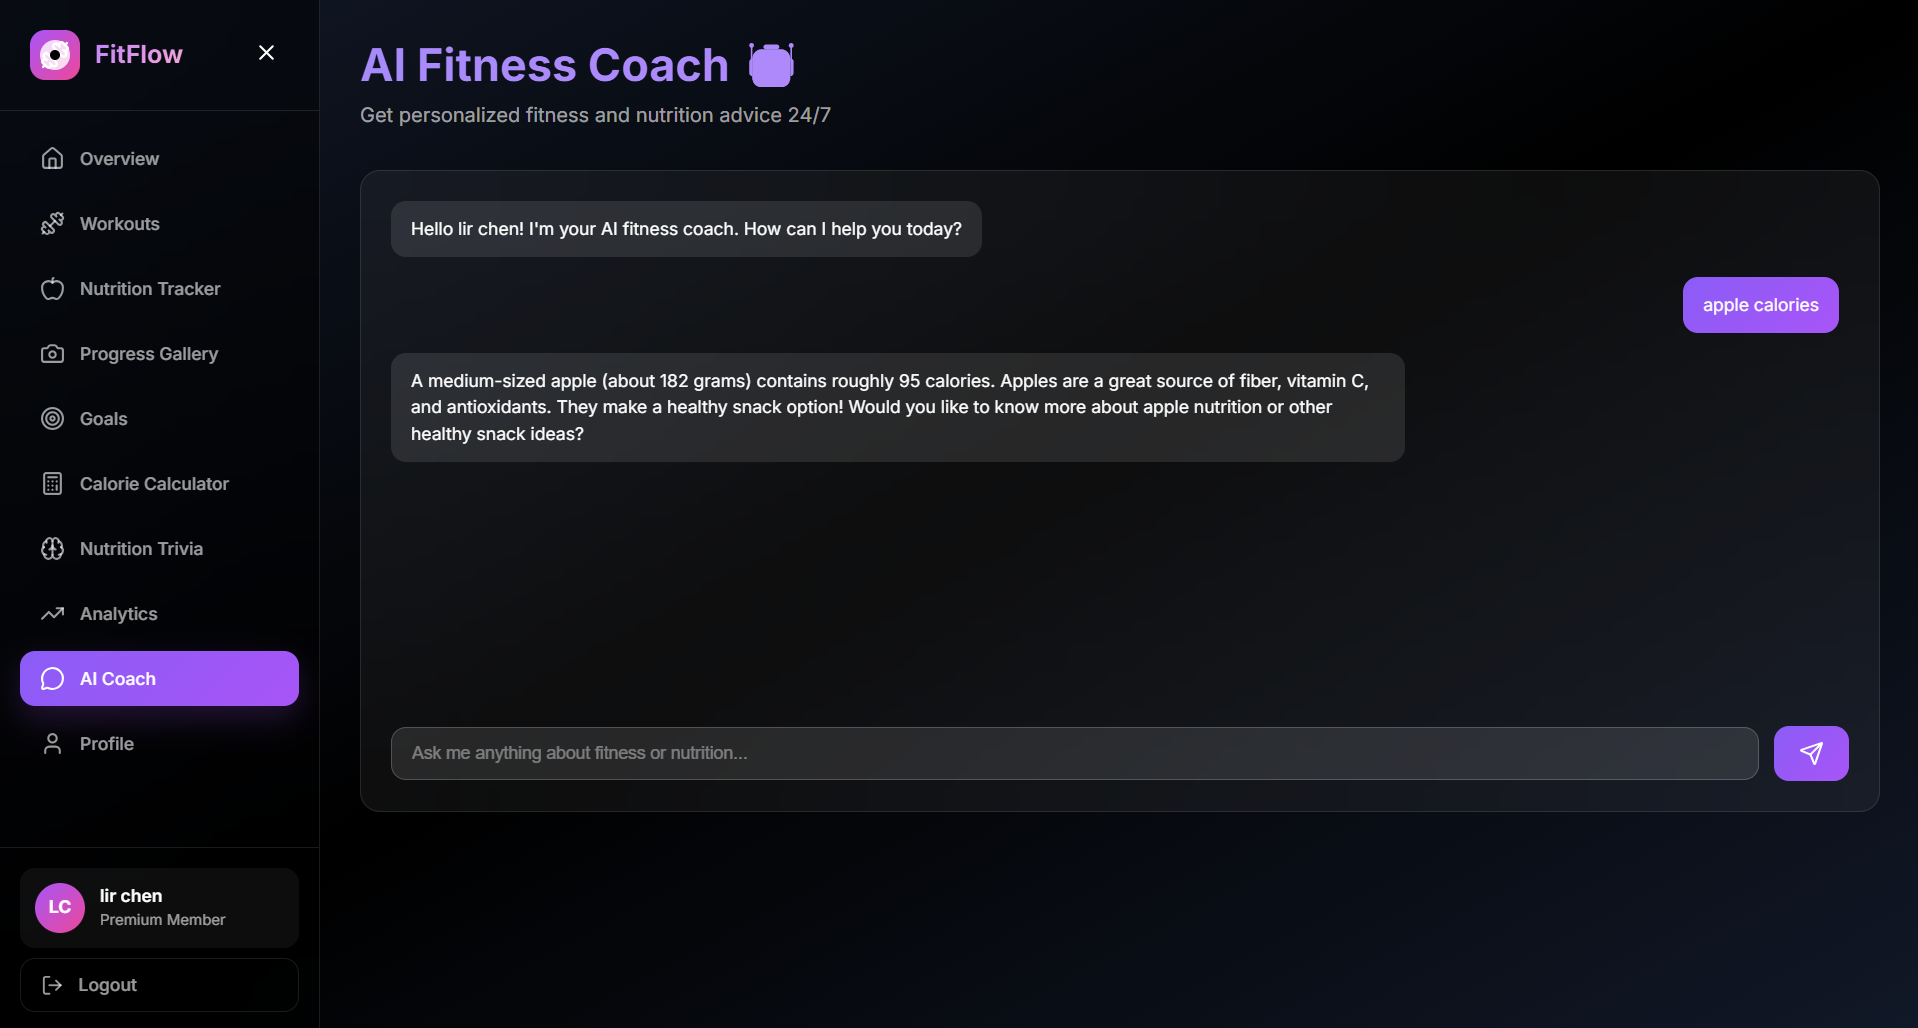 FitFlow
Overview
Workouts
Nutrition Tracker
Progress Gallery
Goals
Calorie Calculator
Nutrition Trivia
Analytics
AI Coach
Profile
LC
lir chen
Premium Member
Logout
AI Fitness Coach
Get personalized fitness and nutrition advice 24/7
Hello lir chen! I'm your AI fitness coach. How can I help you today?
apple calories
A medium-sized apple (about 182 grams) contains roughly 95 calories. Apples are a great source of fiber, vitamin C,
and antioxidants. They make a healthy snack option! Would you like to know more about apple nutrition or other
healthy snack ideas?
Ask me anything about fitness or nutrition...